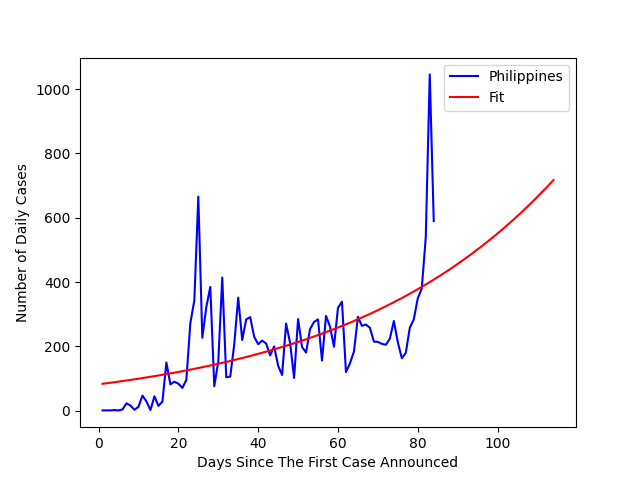 Philippines
Fit
1000
800
600
400
200
0
Number of Daily Cases
0 20 40 60 80 100
Days Since The First Case Announced